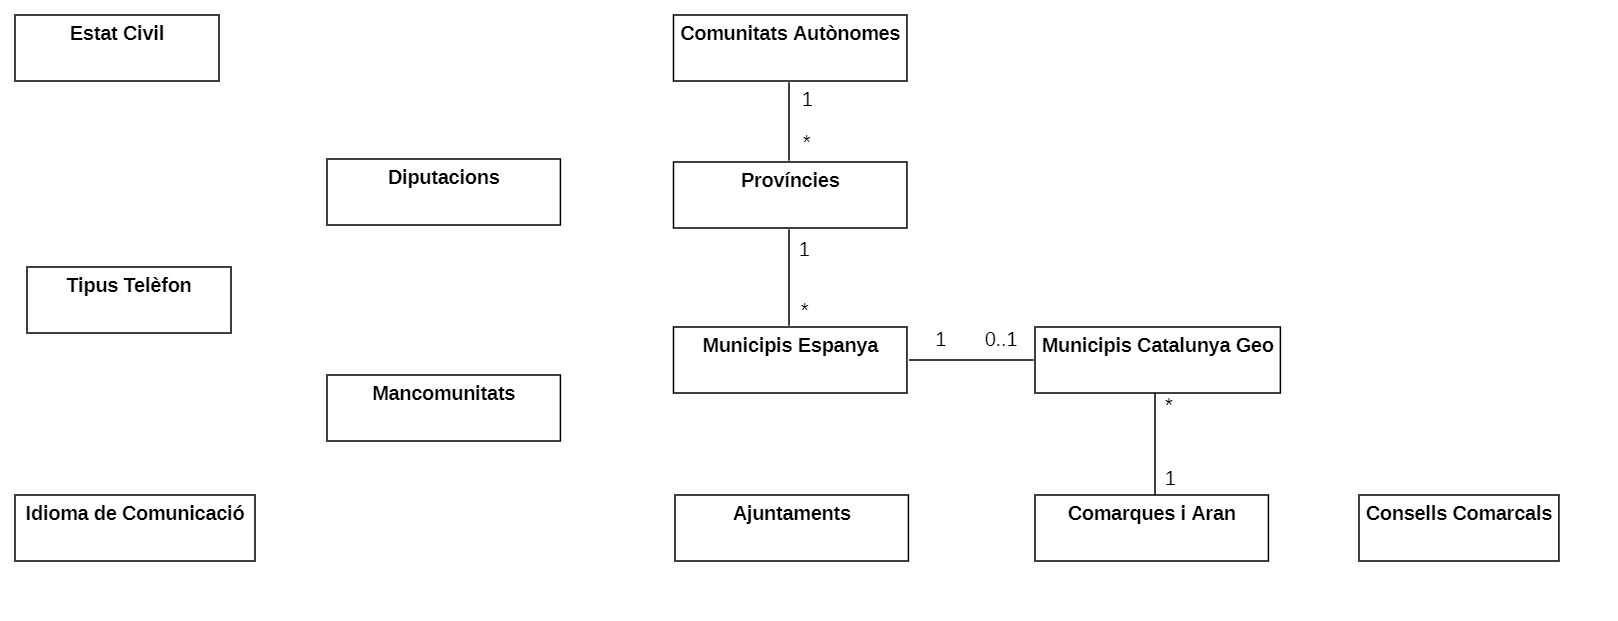 Estat Civil
Comunitats Autònomes
1
*
Diputacions
Províncies
1
Tipus Telèfon
*
Municipis Espanya
1
0..1
Municipis Catalunya Geo
Mancomunitats
*
1
Idioma de Comunicació
Ajuntaments
Comarques i Aran
Consells Comarcals